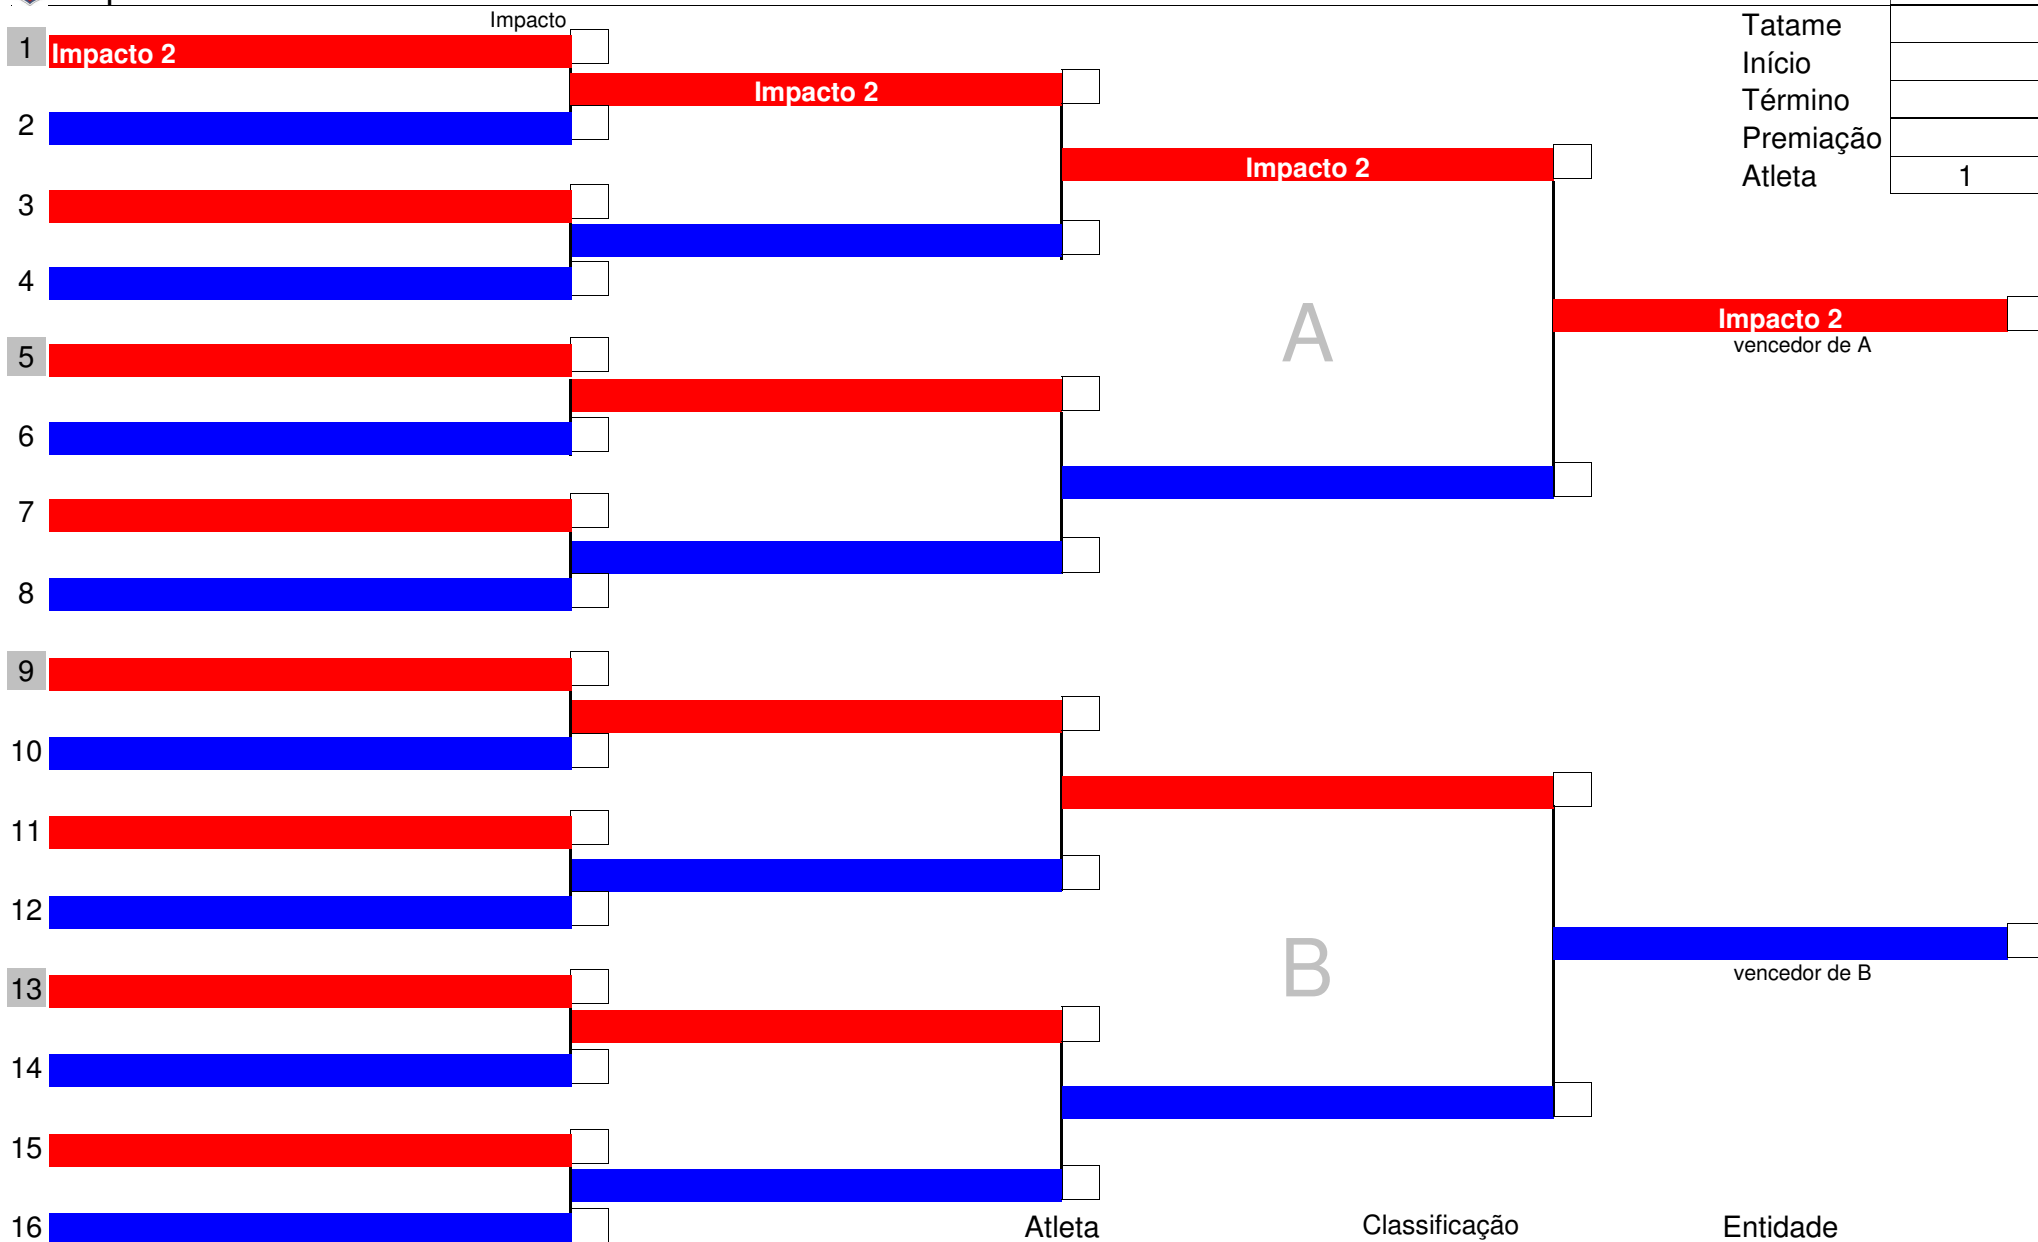 Impacto
Tatame
1 Impacto 2
Início
Impacto 2
Término
2
Premiação
Impacto 2
Atleta 1
3
4
A
Impacto 2
vencedor de A
5
6
7
8
9
10
11
12
B
vencedor de B
13
14
15
16
Atleta Classificação Entidade